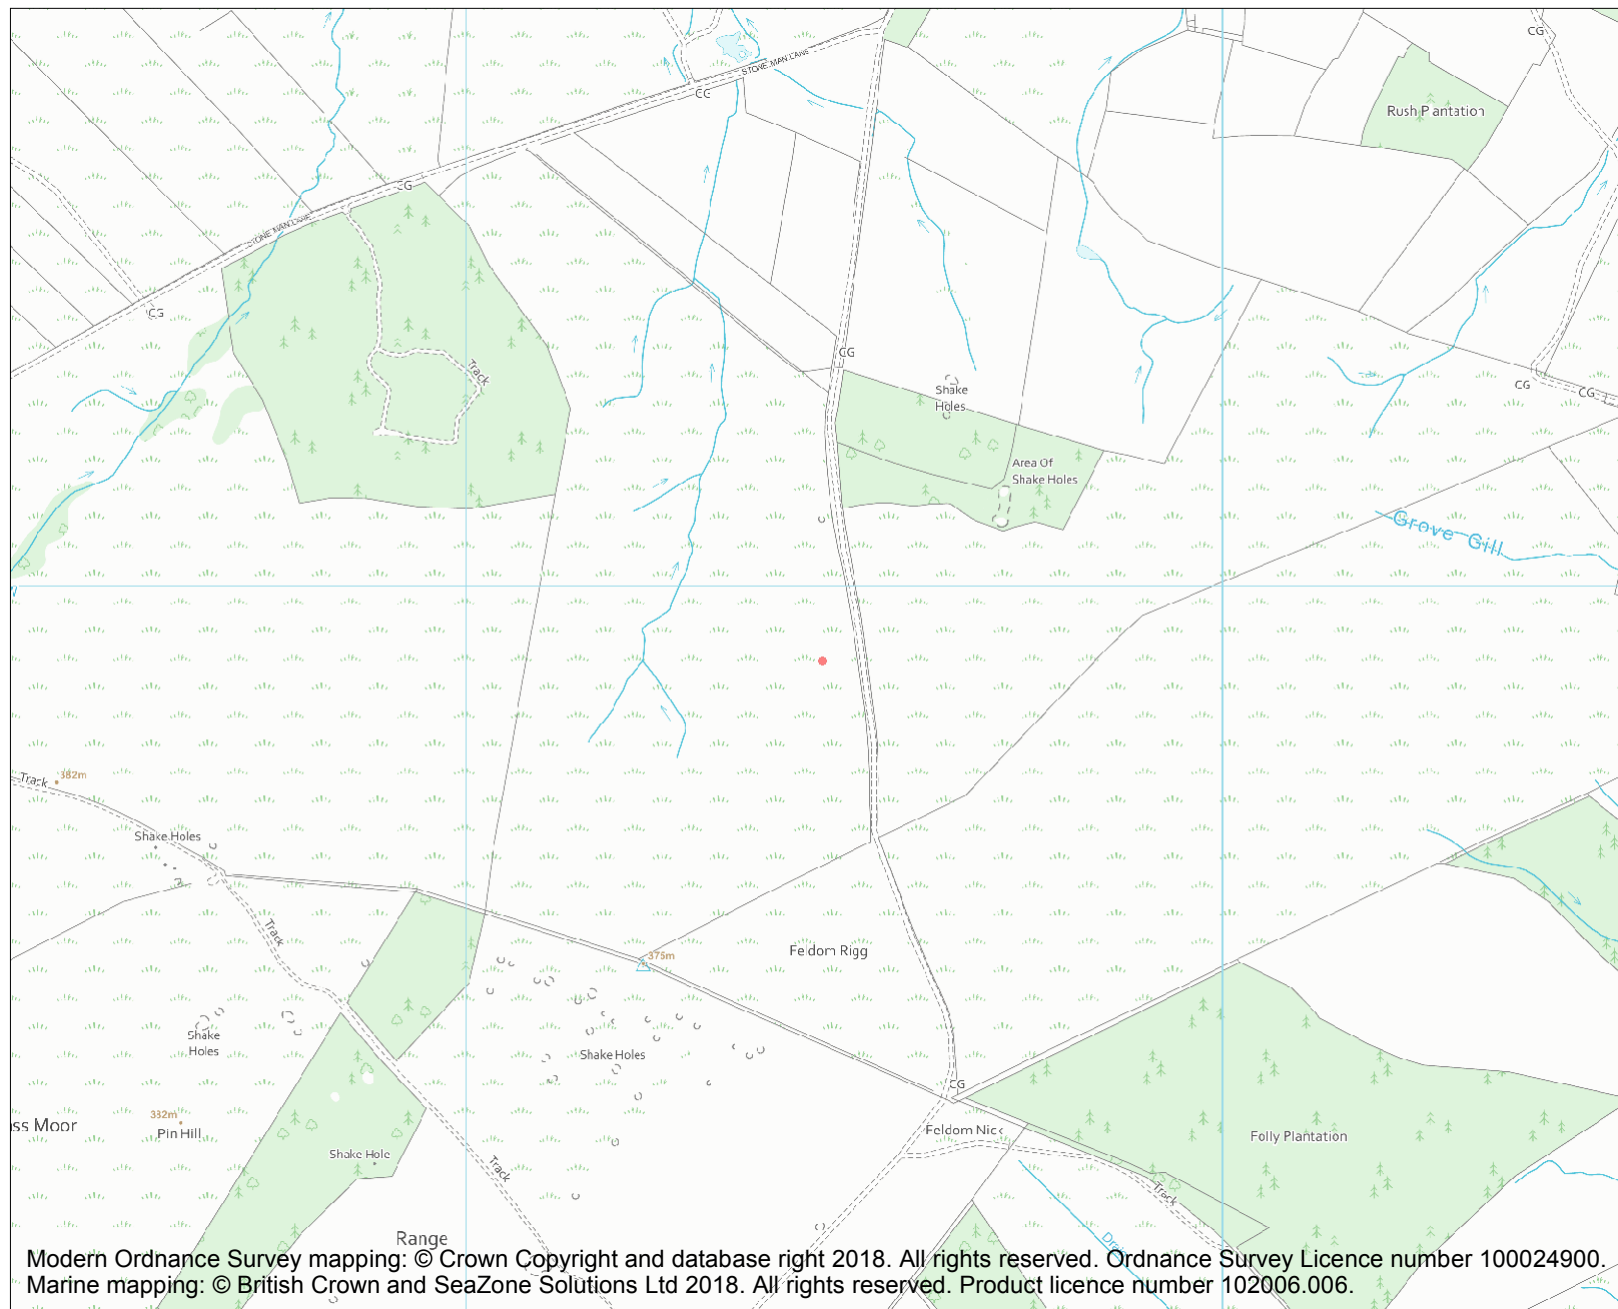 CG
Rush Plantation
STONE MAN LANE
CG
CG
STONE MAN LANE
CG
CG
Track
Shake
Holes
CG
CG
Area Of
Shake Holes
Grove Gill
Track
382m
Shake Holes
Track
375m
Feldom Rigg
Shake
Holes
Shake Holes
CG
332m
ss Moor
Pin Hill
Feldom Nick
Folly Plantation
Shake Hole
Track
Track
Range
Drain
Modern Ordnance Survey mapping: © Crown Copyright and database right 2018. All rights reserved. Ordnance Survey Licence number 100024900.
Marine mapping: © British Crown and SeaZone Solutions Ltd 2018. All rights reserved. Product licence number 102006.006.